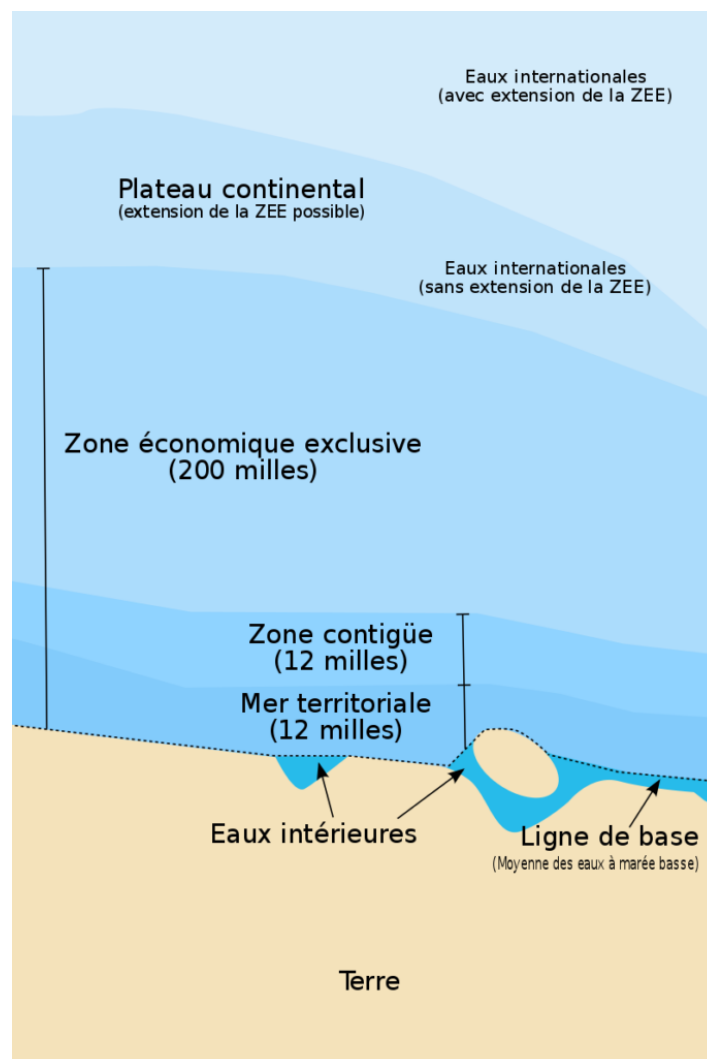 Eaux internationales
(avec extension de la ZEE)
Plateau continental
(extension de la ZEE possible)
Eaux internationales
(sans extension de la ZEE)
Zone économique exclusive
(200 milles)
Zone contigüe
(12 milles)
Mer territoriale
(12 milles)
Eaux intérieures
Ligne de base
(Moyenne des eaux à marée basse)
Terre